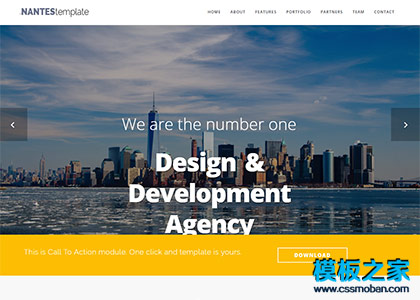 NANTEStemplate
HOME ABOUT FEATURES PORTFOLIO PARTNERS TEAM CONTACT
We are the number one
Design &
Development
Agency
This is Call To Action module. One click and template is yours.
DOWNLOAD
模板之家
www.cssmoban.com